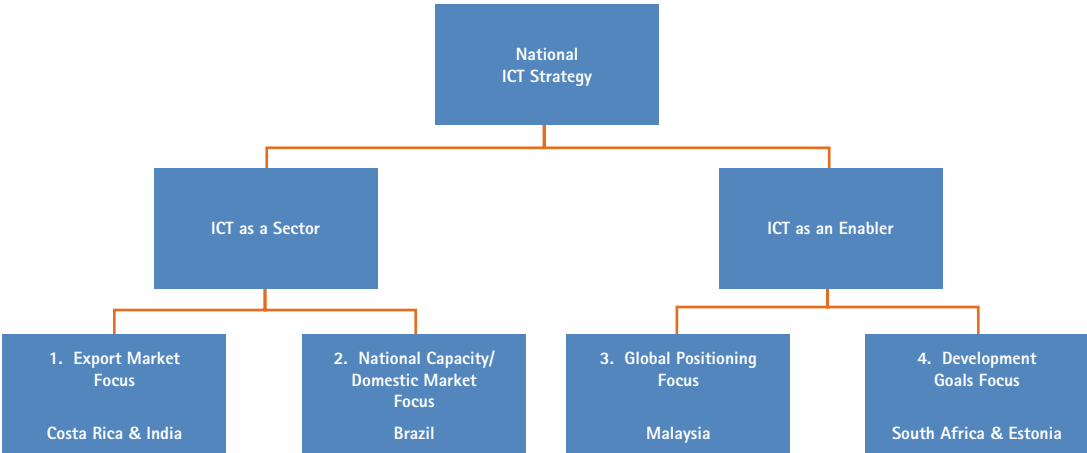 National
ICT Strategy
ICT as a Sector
ICT as an Enabler
1. Export Market
Focus
Costa Rica & India
2. National Capacity/
Domestic Market
Focus
Brazil
3. Global Positioning
Focus
Malaysia
4. Development
Goals Focus
South Africa & Estonia